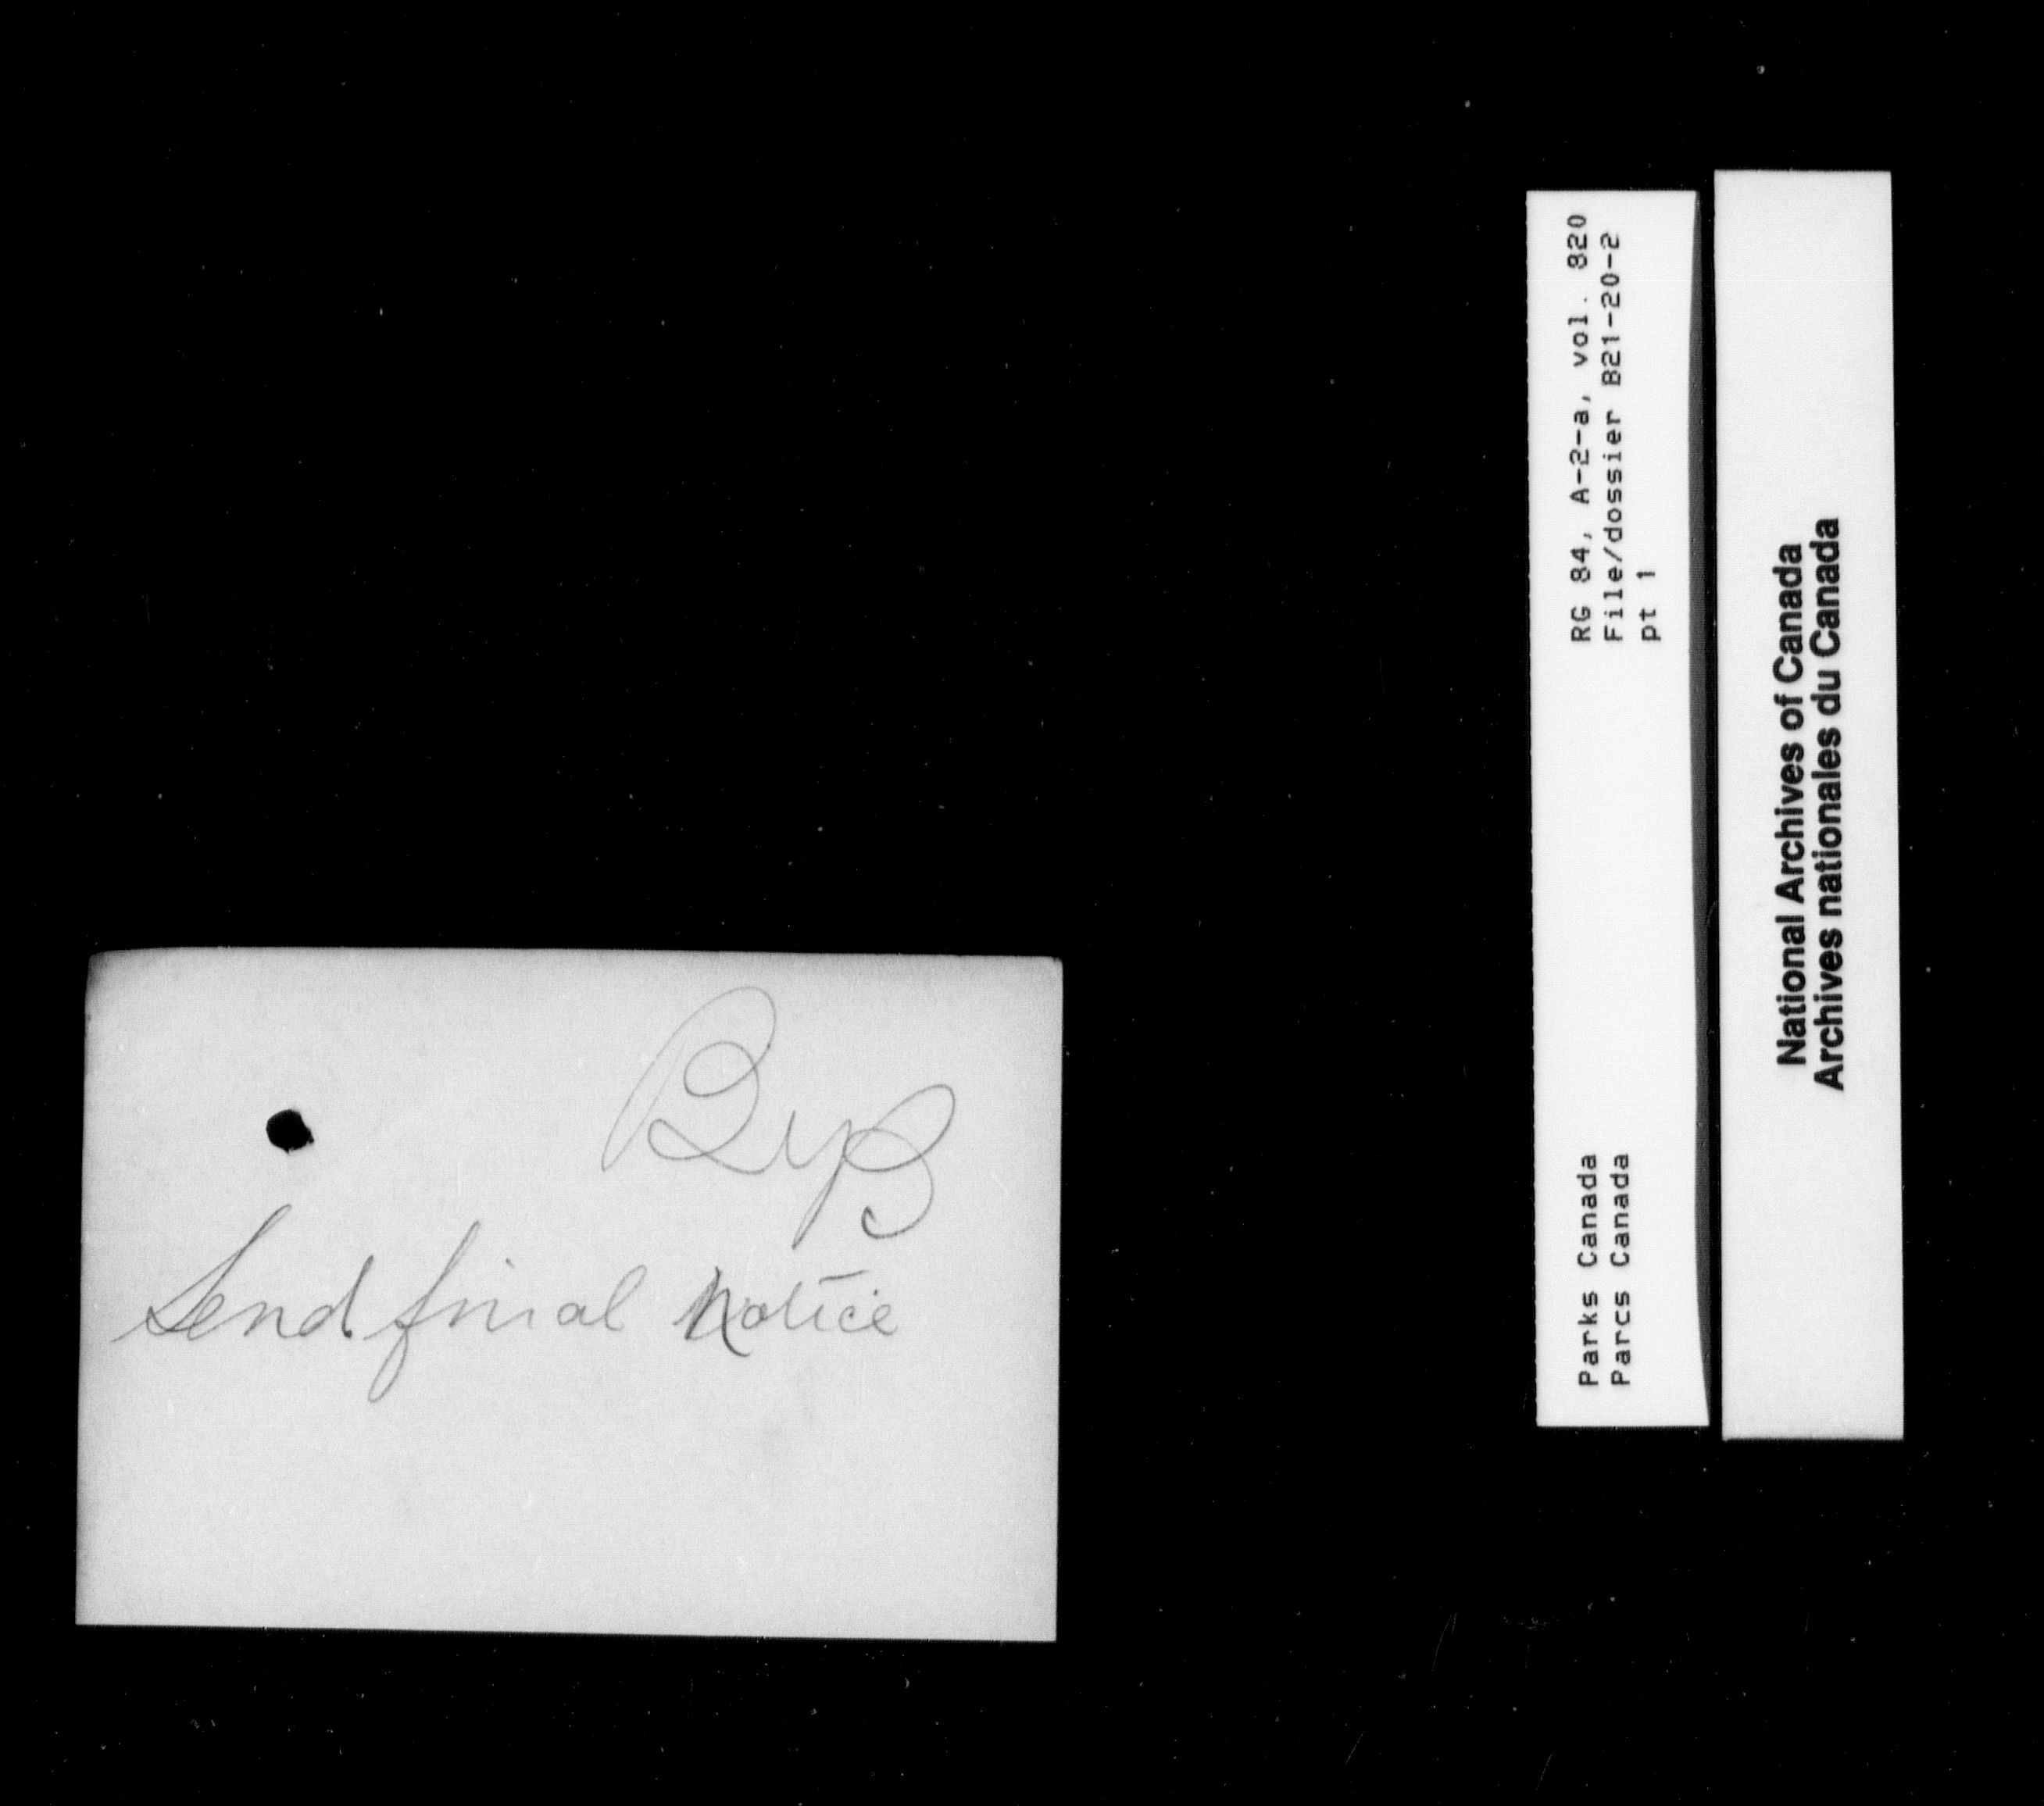 Send final Notice
RG 84, A-2-a, vol. 820
File/dossier B21-20-2
pt 1
Parks Canada
Parcs Canada
National Archives of Canada
Archives nationales du Canada